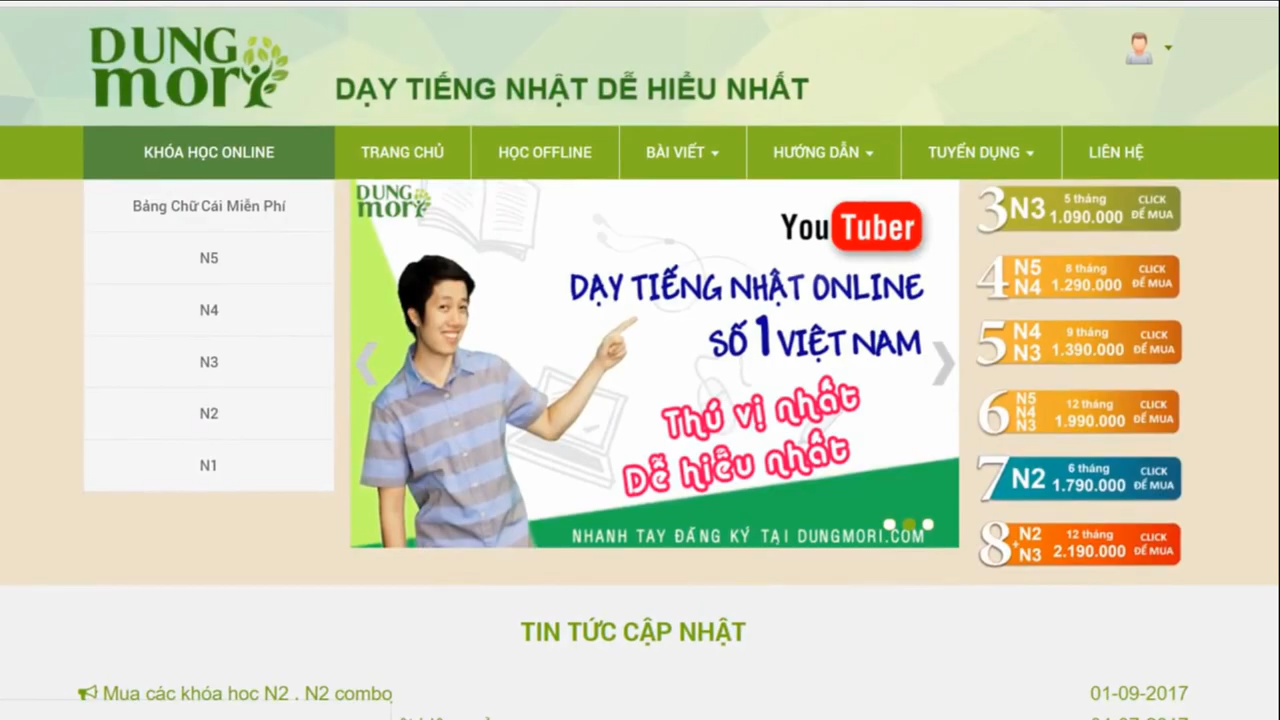 DUNG
mori
DẠY TIẾNG NHẬT DỄ HIỂU NHẤT
KHÓA HỌC ONLINE
TRANG CHỦ
HỌC OFFLINE
BÀI VIẾT
HƯỚNG DẪN
TUYỂN DỤNG
LIÊN HỆ
Bảng Chữ Cái Miễn Phí
N5
N4
N3
N2
N1
DUNG
mori
YouTuber
DẠY TIẾNG NHẬT ONLINE
SỐ 1 VIỆT NAM
Thú vị nhất
Dễ hiểu nhất
NHANH TAY ĐĂNG KÝ TẠI DUNGMORI.COM
3 N3 5 tháng 1.090.000 CLICK ĐỂ MUA
4 N5 N4 8 tháng 1.290.000 CLICK ĐỂ MUA
5 N4 N3 9 tháng 1.390.000 CLICK ĐỂ MUA
6 N5 N4 N3 12 tháng 1.990.000 CLICK ĐỂ MUA
7 N2 6 tháng 1.790.000 CLICK ĐỂ MUA
8 N2 + N3 12 tháng 2.190.000 CLICK ĐỂ MUA
TIN TỨC CẬP NHẬT
Mua các khóa học N2 . N2 combo 01-09-2017